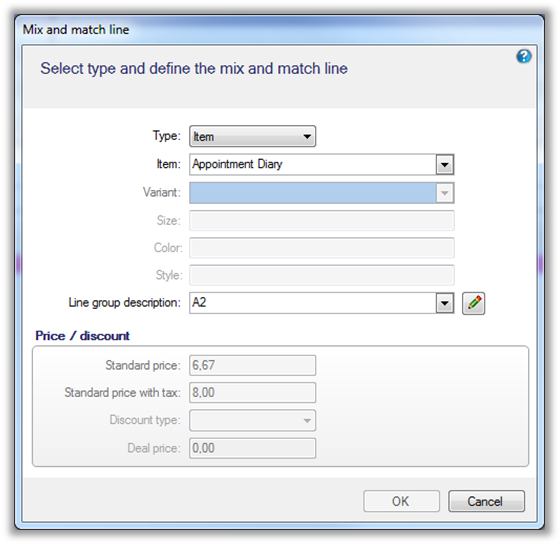 Mix and match line
Select type and define the mix and match line
?
Type: Item
Item: Appointment Diary
Variant:
Size:
Color:
Style:
Line group description: A2
Price / discount
Standard price: 6,67
Standard price with tax: 8,00
Discount type:
Deal price: 0,00
OK Cancel